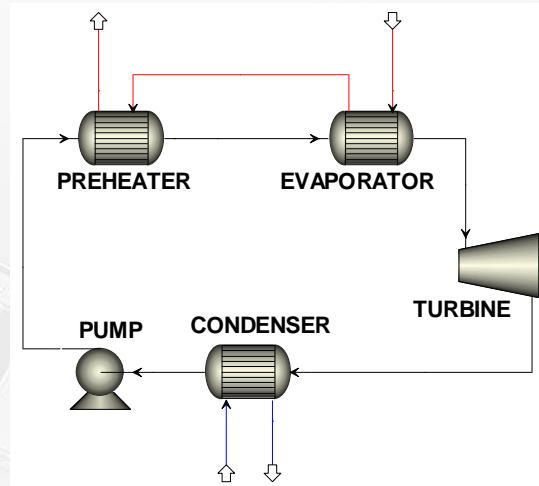 PREHEATER
EVAPORATOR
TURBINE
PUMP
CONDENSER